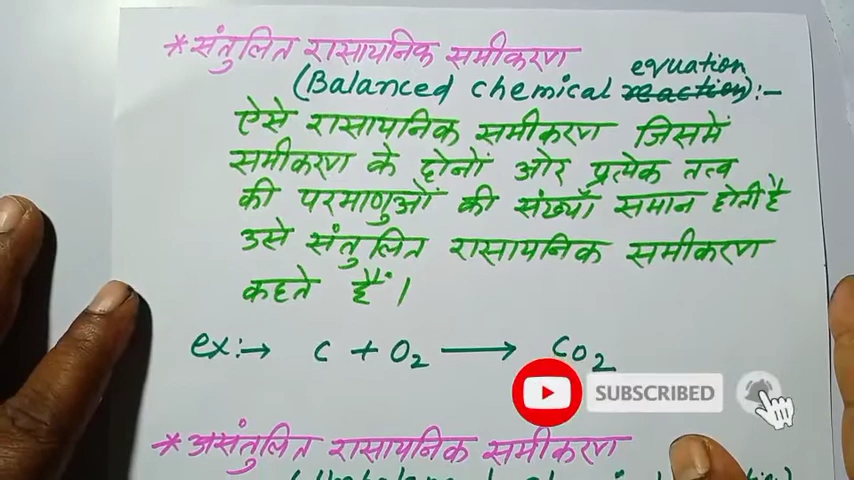 * संतुलित रासायनिक समीकरण
evuation
(Balanced chemical reaction):-
ऐसे रासायनिक समीकरण जिसमें
समीकरण के दोनों ओर प्रत्येक तत्व
की परमाणुओं की संख्याँ समान होती है
उसे संतुलित रासायनिक समीकरण
कहते हैं।
ex:→ C + O₂ ⟶ CO₂
SUBSCRIBED
* असंतुलित रासायनिक समीकरण